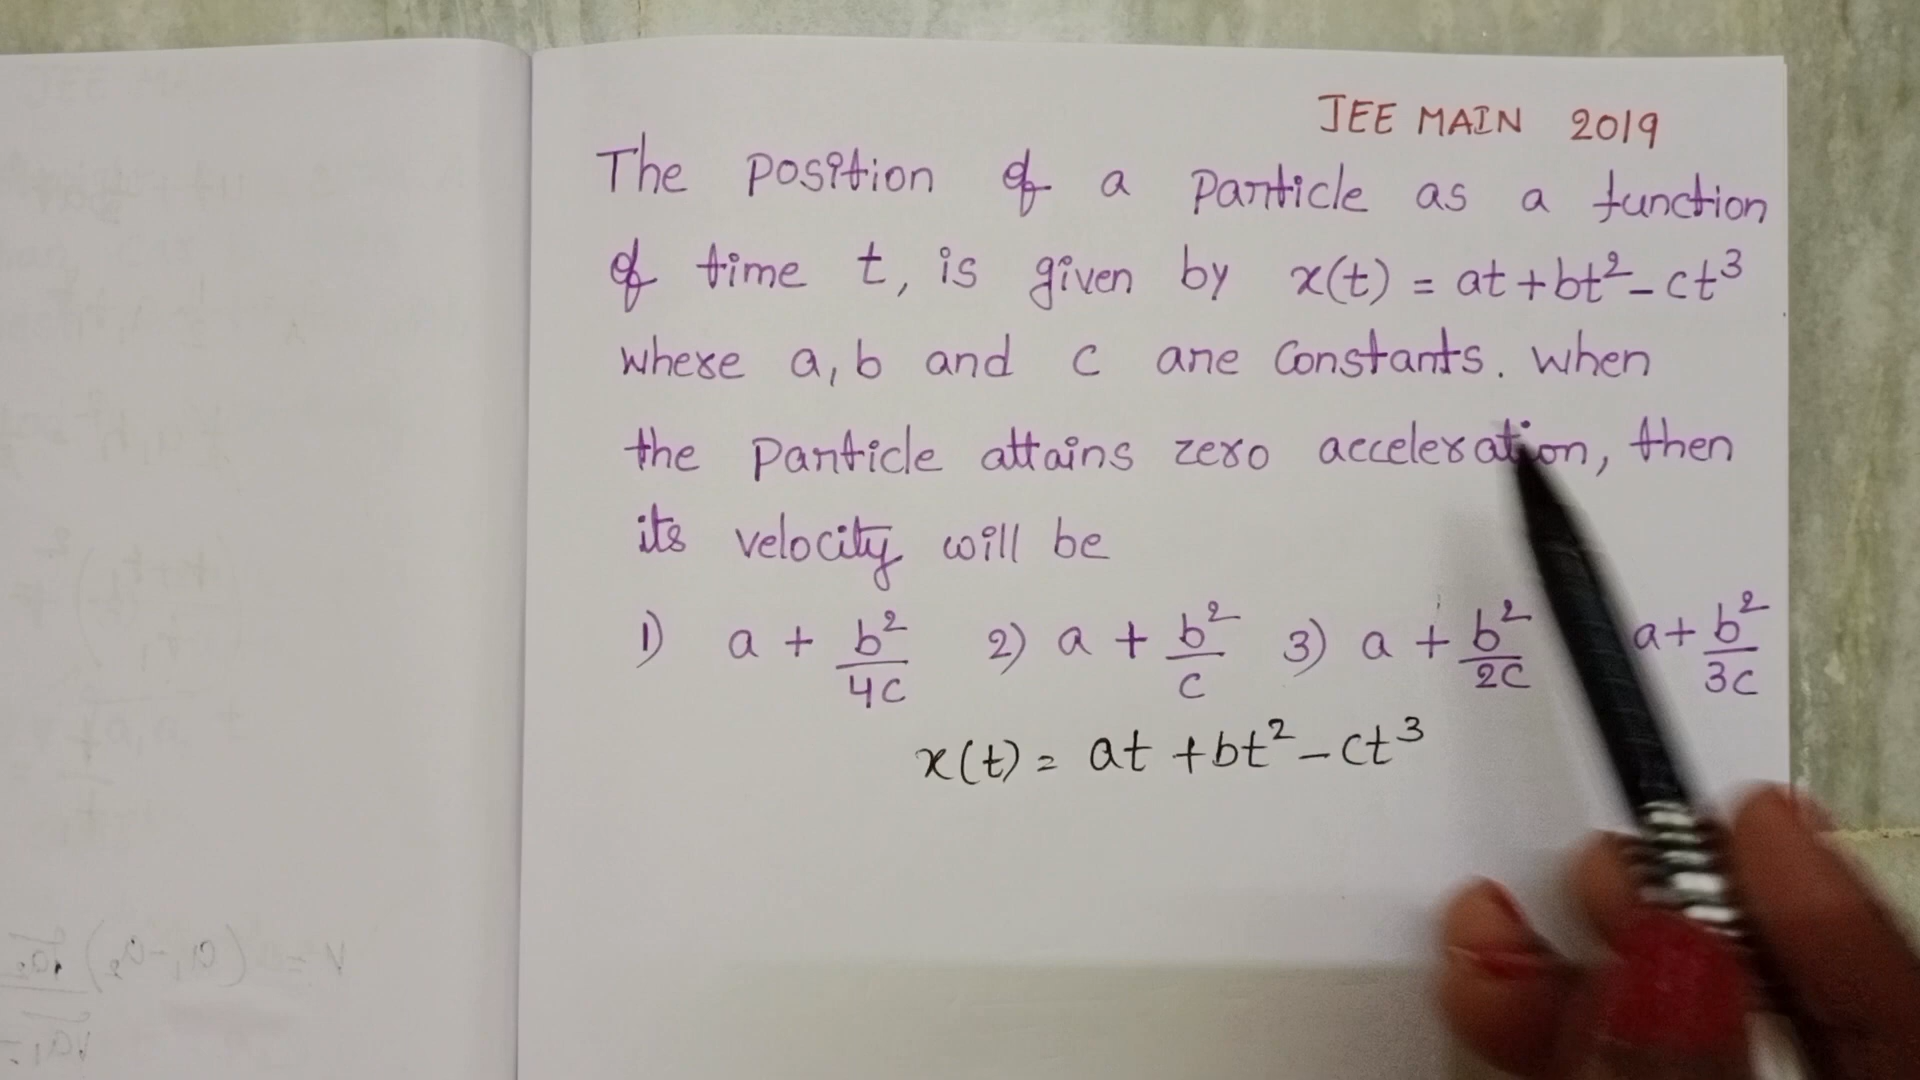 JEE MAIN 2019
The position of a particle as a function
of time t, is given by x(t) = at + bt² - ct³
where a, b and c are constants. when
the particle attains zero acceleration, then
its velocity will be
1) a + b²/4c 2) a + b²/c 3) a + b²/2c a + b²/3c
x(t) = at + bt² - ct³